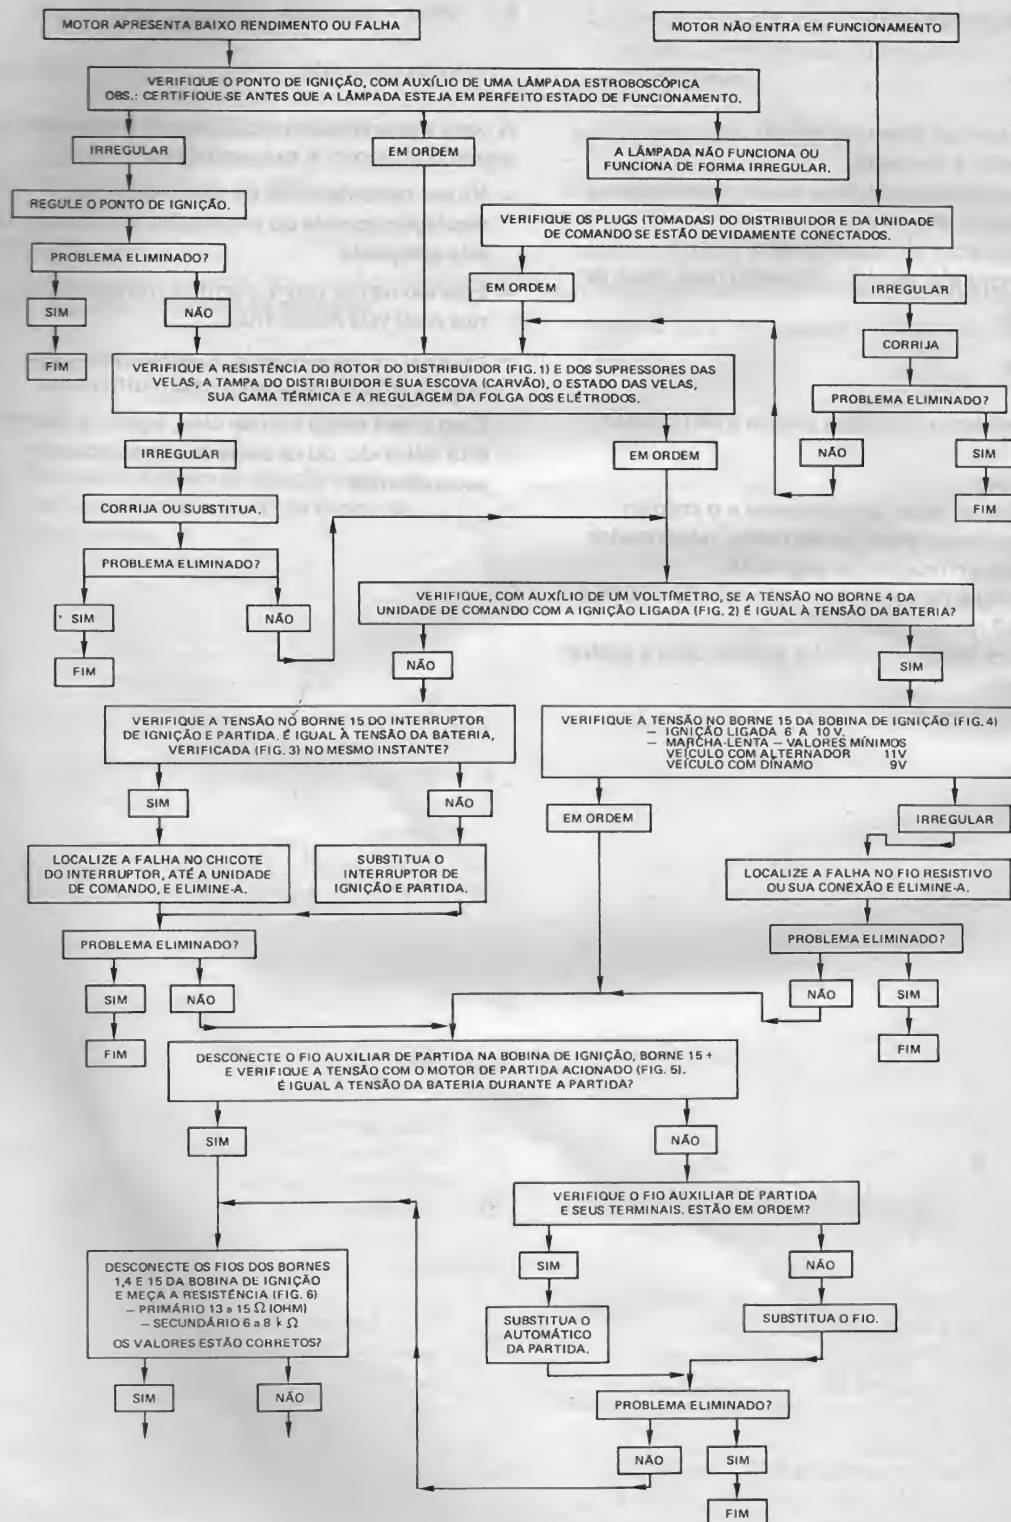 MOTOR APRESENTA BAIXO RENDIMENTO OU FALHA
MOTOR NÃO ENTRA EM FUNCIONAMENTO
VERIFIQUE O PONTO DE IGNIÇÃO, COM AUXÍLIO DE UMA LÂMPADA ESTROBOSCÓPICA
OBS.: CERTIFIQUE-SE ANTES QUE A LÂMPADA ESTEJA EM PERFEITO ESTADO DE FUNCIONAMENTO.
IRREGULAR
EM ORDEM
A LÂMPADA NÃO FUNCIONA OU
FUNCIONA DE FORMA IRREGULAR.
REGULE O PONTO DE IGNIÇÃO.
VERIFIQUE OS PLUGS (TOMADAS) DO DISTRIBUIDOR E DA UNIDADE
DE COMANDO SE ESTÃO DEVIDAMENTE CONECTADOS.
PROBLEMA ELIMINADO?
EM ORDEM
IRREGULAR
SIM
NÃO
CORRIJA
FIM
VERIFIQUE A RESISTÊNCIA DO ROTOR DO DISTRIBUIDOR (FIG. 1) E DOS SUPRESSORES DAS
VELAS, A TAMPA DO DISTRIBUIDOR E SUA ESCOVA (CARVÃO), O ESTADO DAS VELAS,
SUA GAMA TÉRMICA E A REGULAGEM DA FOLGA DOS ELÉTRODOS.
PROBLEMA ELIMINADO?
IRREGULAR
EM ORDEM
NÃO
SIM
CORRIJA OU SUBSTITUA.
FIM
PROBLEMA ELIMINADO?
SIM
NÃO
VERIFIQUE, COM AUXÍLIO DE UM VOLTÍMETRO, SE A TENSÃO NO BORNE 4 DA
UNIDADE DE COMANDO COM A IGNIÇÃO LIGADA (FIG. 2) É IGUAL À TENSÃO DA BATERIA?
FIM
NÃO
SIM
VERIFIQUE A TENSÃO NO BORNE 15 DO INTERRUPTOR
DE IGNIÇÃO E PARTIDA. É IGUAL À TENSÃO DA BATERIA,
VERIFICADA (FIG. 3) NO MESMO INSTANTE?
VERIFIQUE A TENSÃO NO BORNE 15 DA BOBINA DE IGNIÇÃO (FIG. 4)
— IGNIÇÃO LIGADA 6 A 10 V.
— MARCHA-LENTA — VALORES MÍNIMOS
VEÍCULO COM ALTERNADOR 11V
VEÍCULO COM DÍNAMO 9V
SIM
NÃO
EM ORDEM
IRREGULAR
LOCALIZE A FALHA NO CHICOTE
DO INTERRUPTOR, ATÉ A UNIDADE
DE COMANDO, E ELIMINE-A.
SUBSTITUA O
INTERRUPTOR DE
IGNIÇÃO E PARTIDA.
LOCALIZE A FALHA NO FIO RESISTIVO
OU SUA CONEXÃO E ELIMINE-A.
PROBLEMA ELIMINADO?
PROBLEMA ELIMINADO?
SIM
NÃO
NÃO
SIM
FIM
FIM
DESCONECTE O FIO AUXILIAR DE PARTIDA NA BOBINA DE IGNIÇÃO, BORNE 15 +
E VERIFIQUE A TENSÃO COM O MOTOR DE PARTIDA ACIONADO (FIG. 5).
É IGUAL A TENSÃO DA BATERIA DURANTE A PARTIDA?
SIM
NÃO
VERIFIQUE O FIO AUXILIAR DE PARTIDA
E SEUS TERMINAIS. ESTÃO EM ORDEM?
DESCONECTE OS FIOS DOS BORNES
1,4 E 15 DA BOBINA DE IGNIÇÃO
E MEÇA A RESISTÊNCIA (FIG. 6)
— PRIMÁRIO 13 a 15 Ω (OHM)
— SECUNDÁRIO 6 a 8 k Ω
OS VALORES ESTÃO CORRETOS?
SIM
NÃO
SUBSTITUA O
AUTOMÁTICO
DA PARTIDA.
SUBSTITUA O FIO.
SIM
NÃO
PROBLEMA ELIMINADO?
NÃO
SIM
FIM